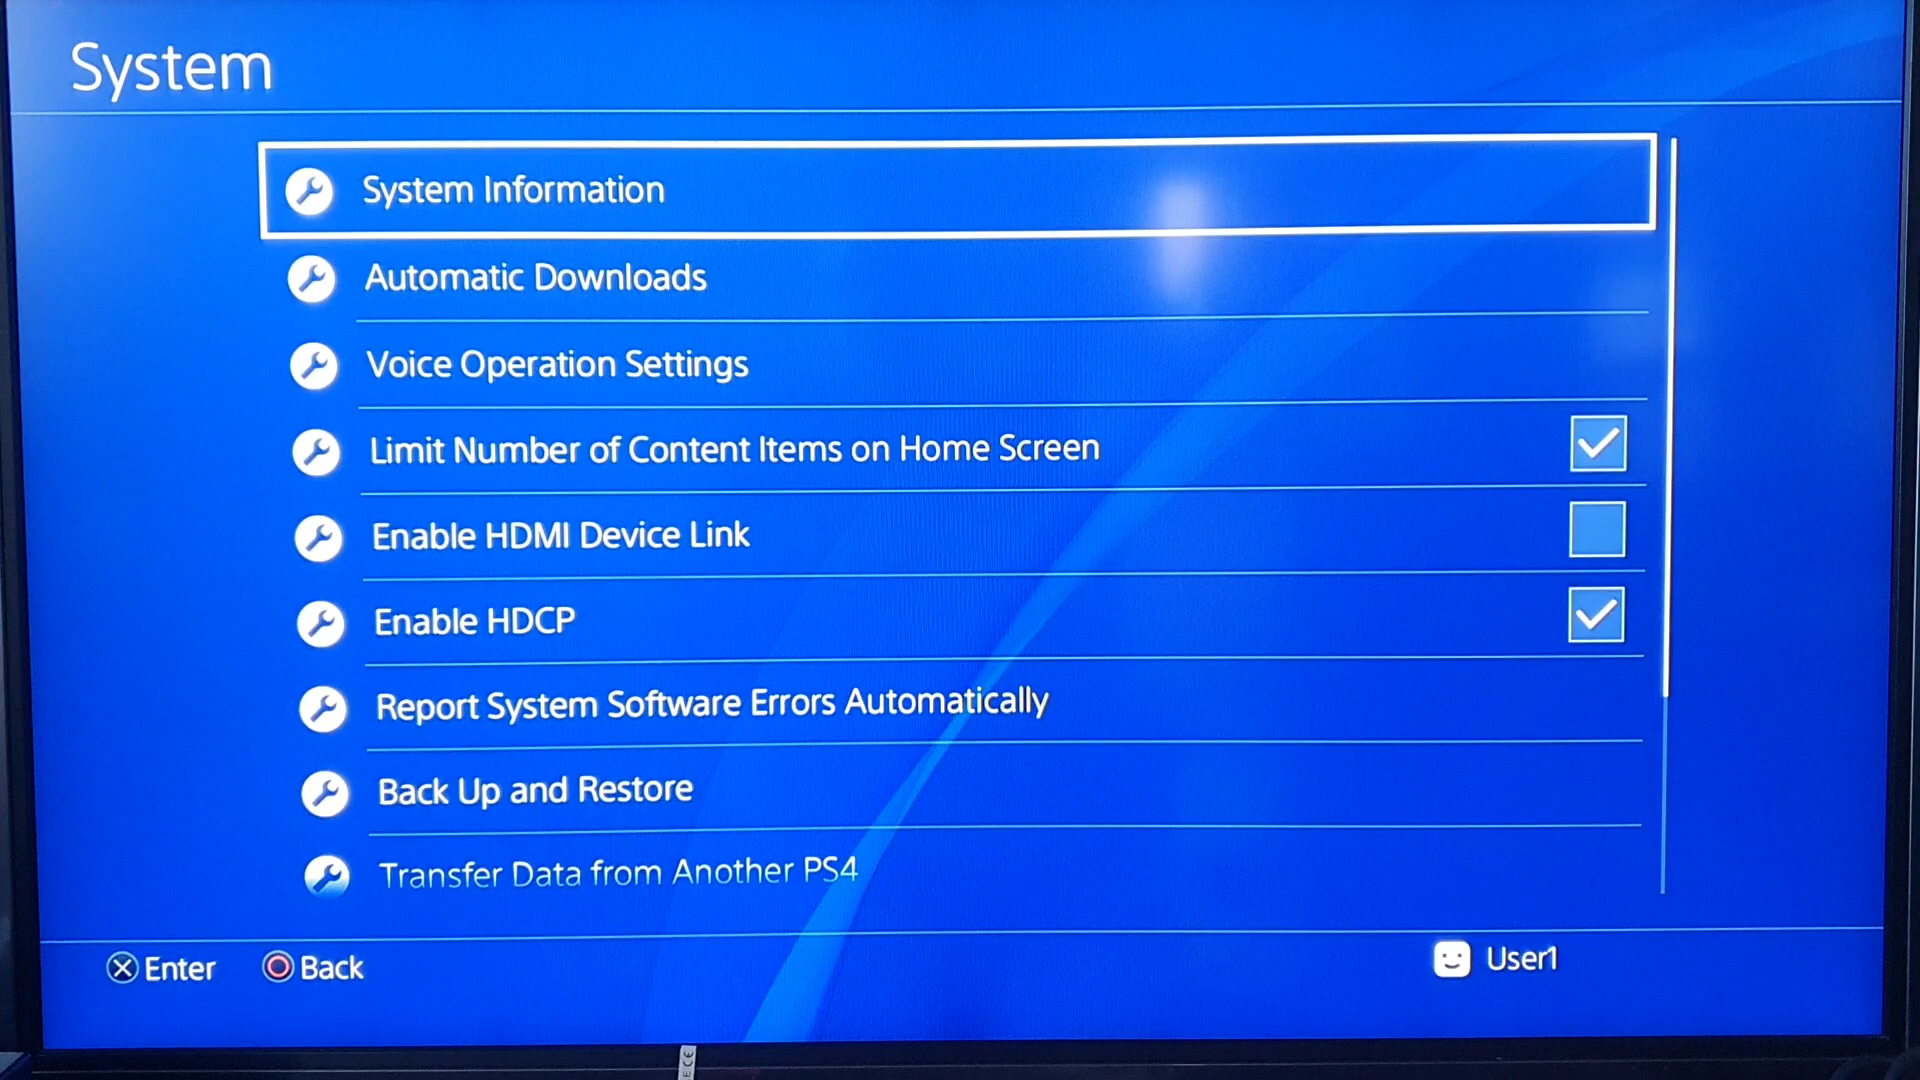 System
System Information
Automatic Downloads
Voice Operation Settings
Limit Number of Content Items on Home Screen
Enable HDMI Device Link
Enable HDCP
Report System Software Errors Automatically
Back Up and Restore
Transfer Data from Another PS4
Enter
Back
User1